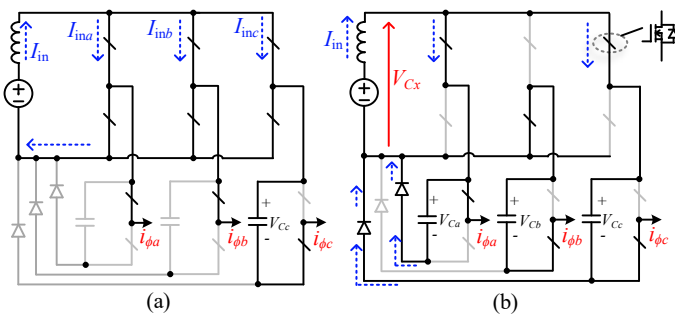 I_in I_ina I_inb I_inc
+
−
+
V_Cc
-
i_ϕa i_ϕb i_ϕc
(a)
I_in
V_Cx
+
−
+ + +
V_Ca V_Cb V_Cc
- - -
i_ϕa i_ϕb i_ϕc
(b)